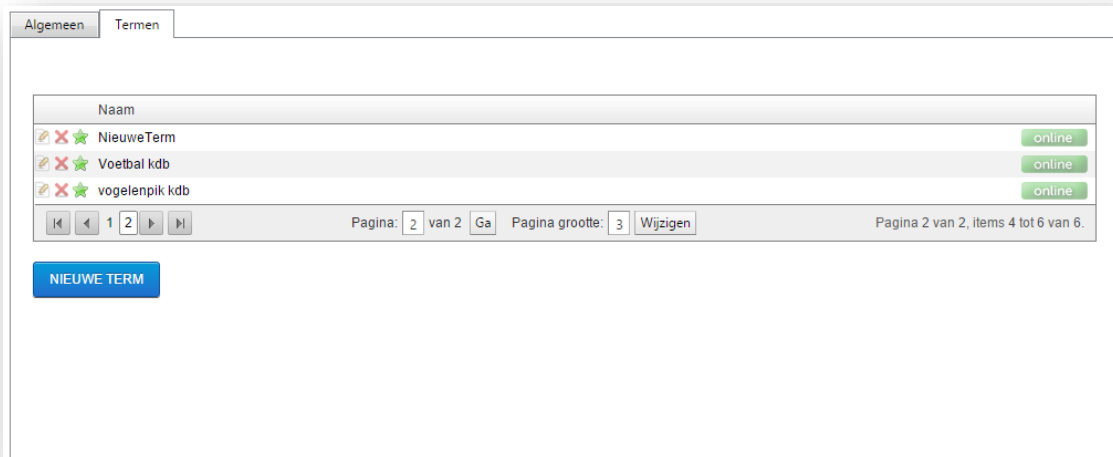 Algemeen Termen
Naam
NieuweTerm online
Voetbal kdb online
vogelenpik kdb online
1 2 Pagina: 2 van 2 Ga Pagina grootte: 3 Wijzigen Pagina 2 van 2, items 4 tot 6 van 6.
NIEUWE TERM